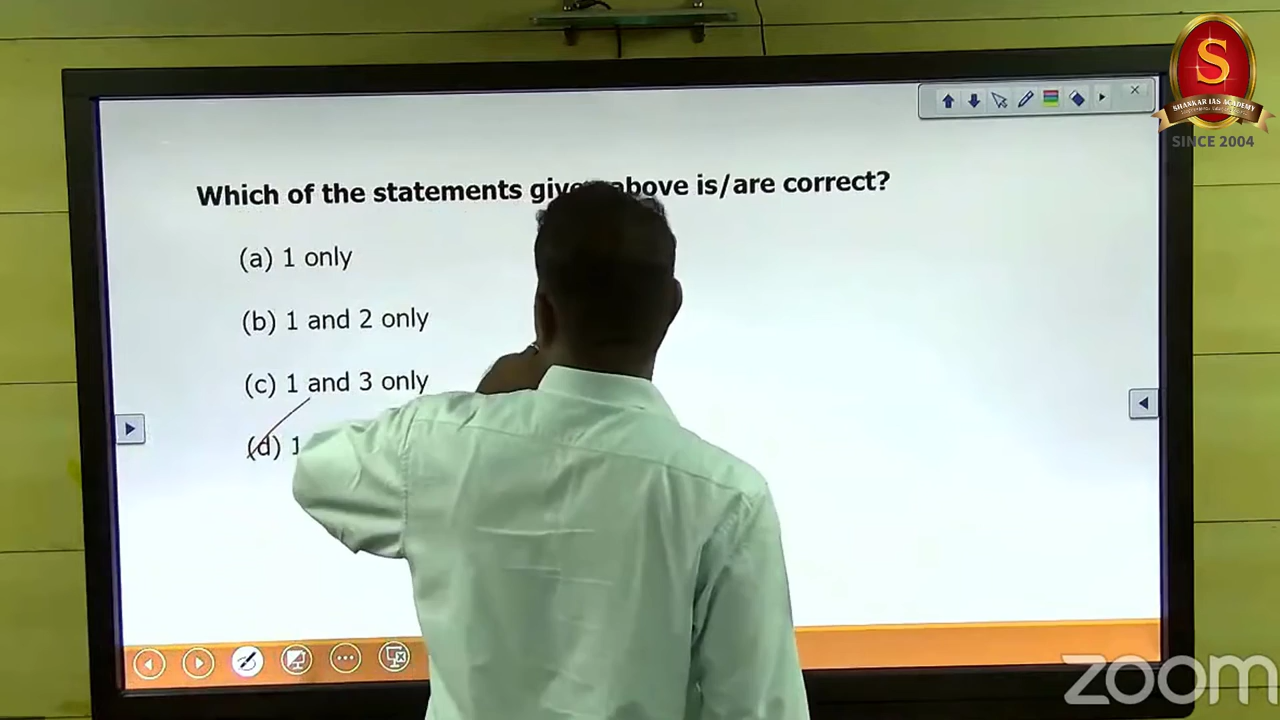 Which of the statements given above is/are correct?
(a) 1 only
(b) 1 and 2 only
(c) 1 and 3 only
(d) 1
S
SHANKAR IAS ACADEMY
SINCE 2004
zoom